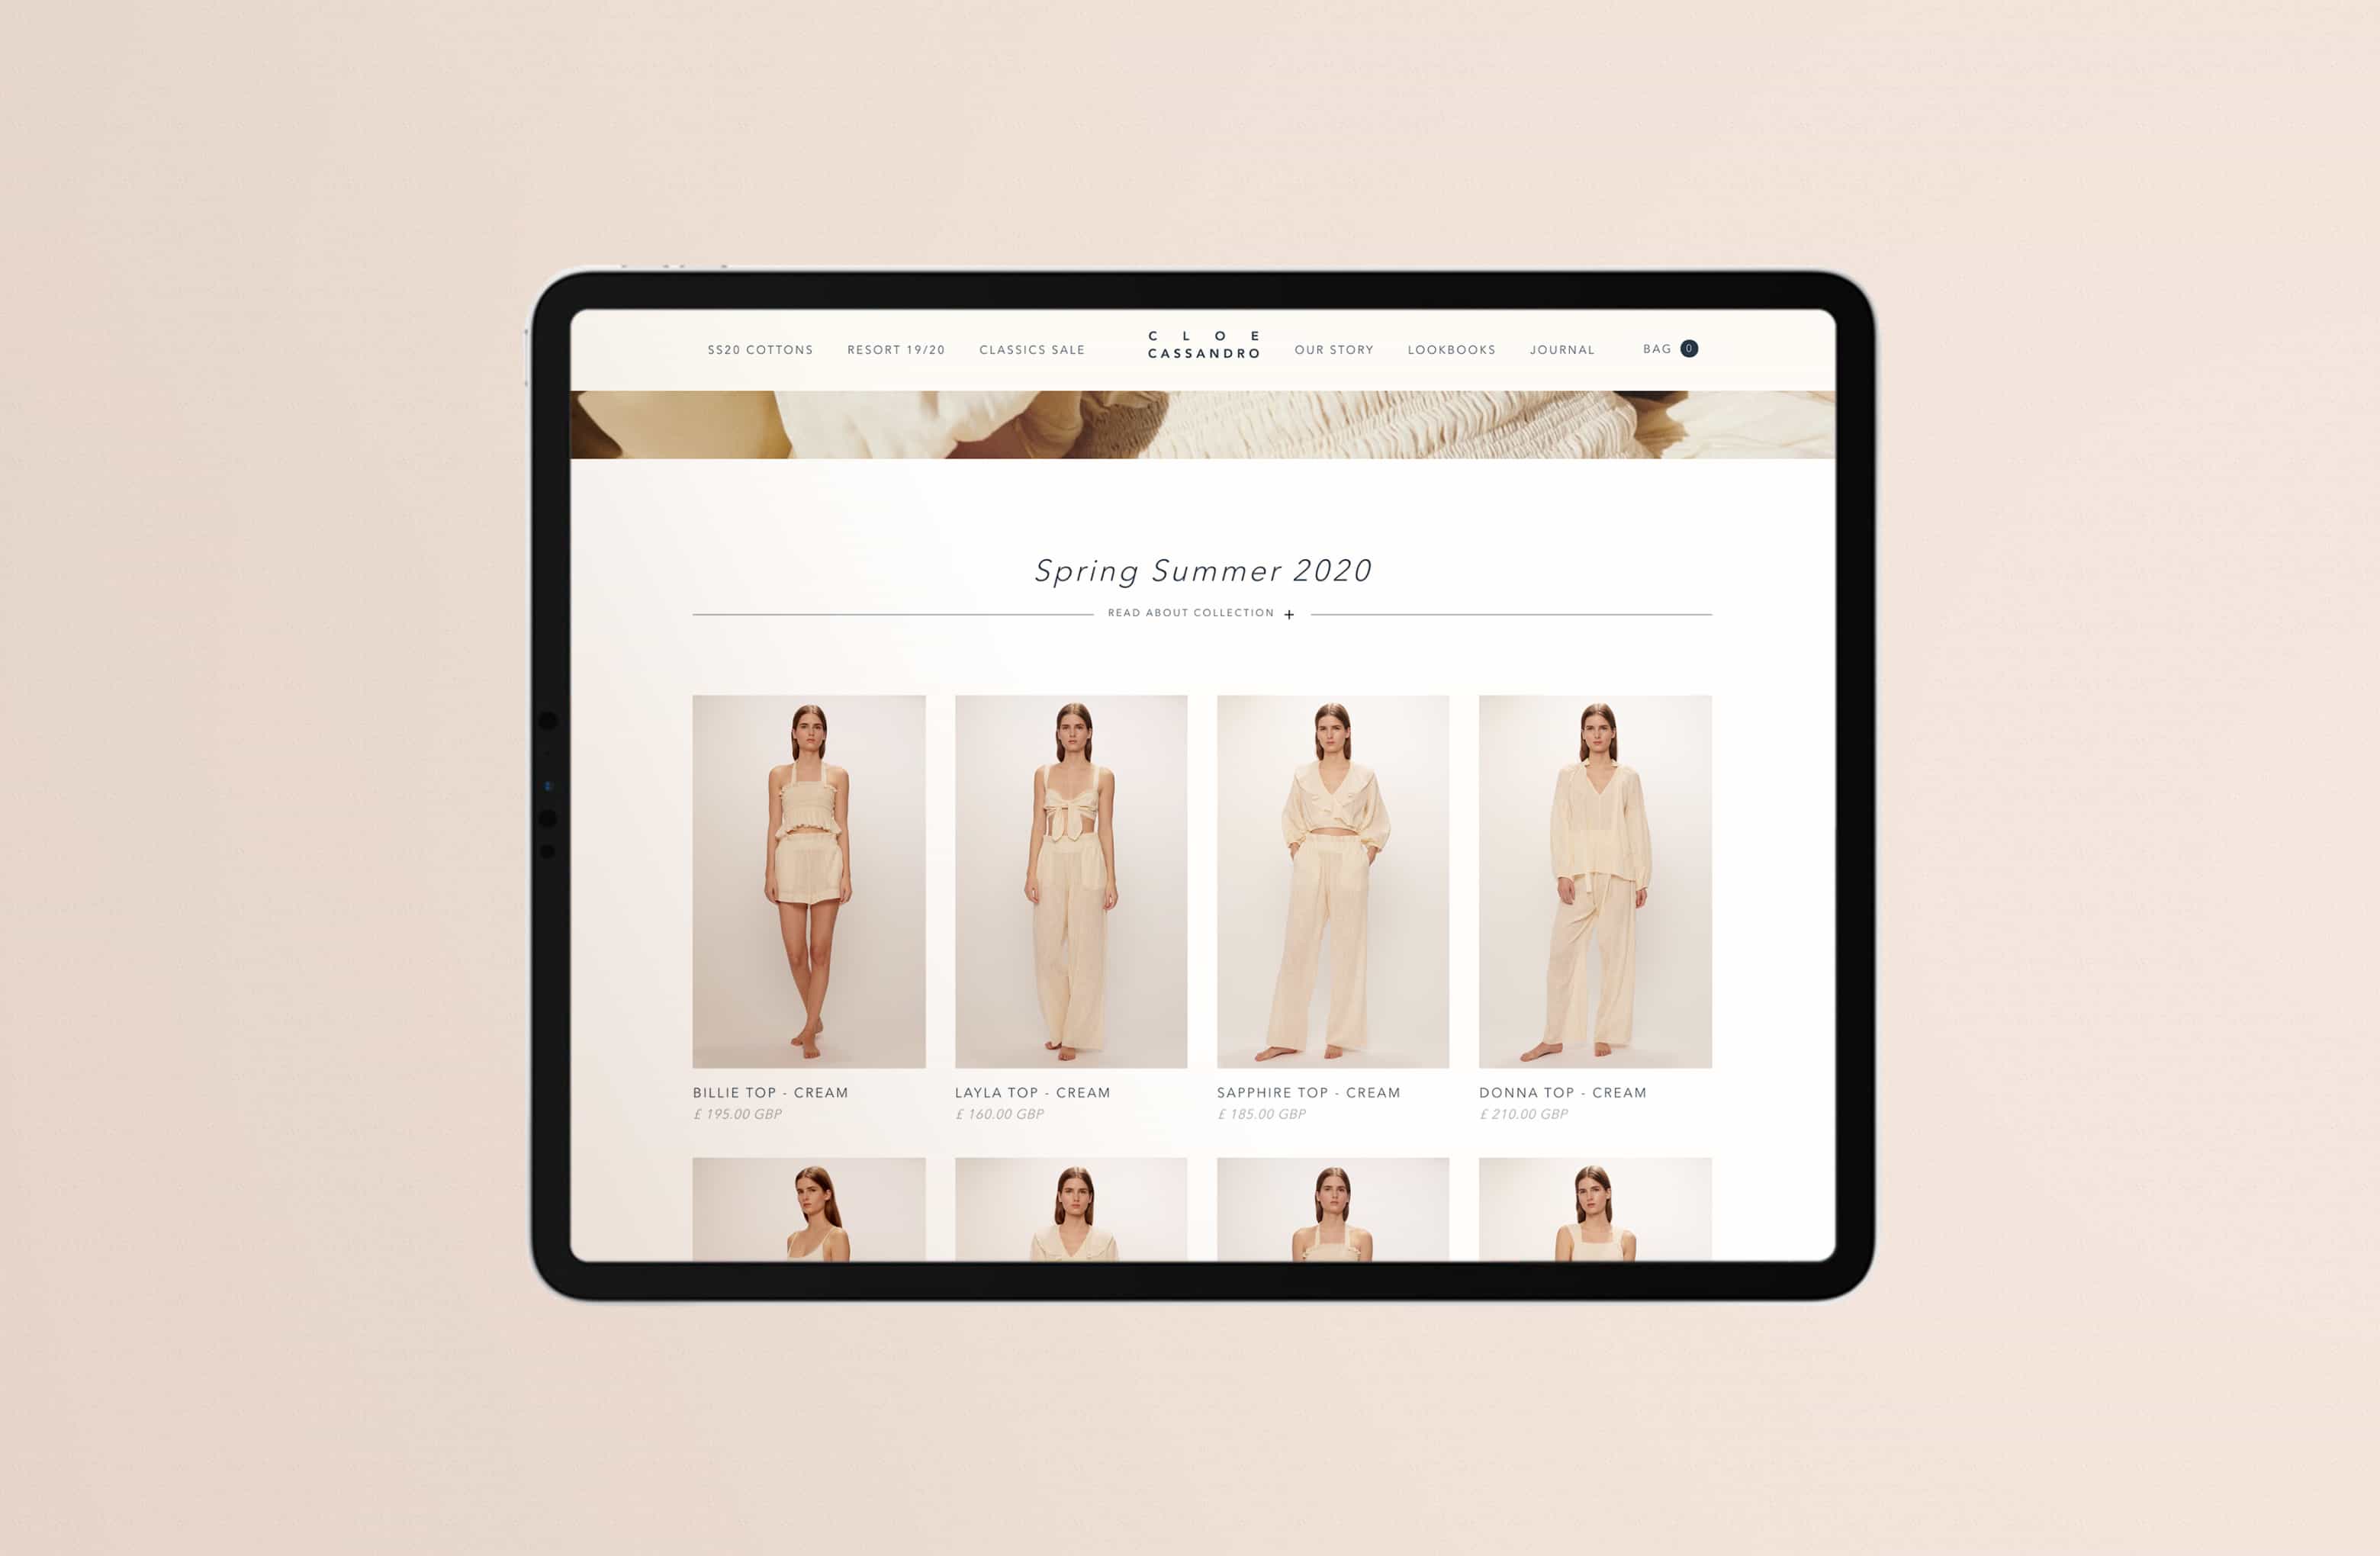 SS20 COTTONS
RESORT 19/20
CLASSICS SALE
C L O E
CASSANDRO
OUR STORY
LOOKBOOKS
JOURNAL
BAG 0
Spring Summer 2020
READ ABOUT COLLECTION +
BILLIE TOP - CREAM
£ 195.00 GBP
LAYLA TOP - CREAM
£ 160.00 GBP
SAPPHIRE TOP - CREAM
£ 185.00 GBP
DONNA TOP - CREAM
£ 210.00 GBP